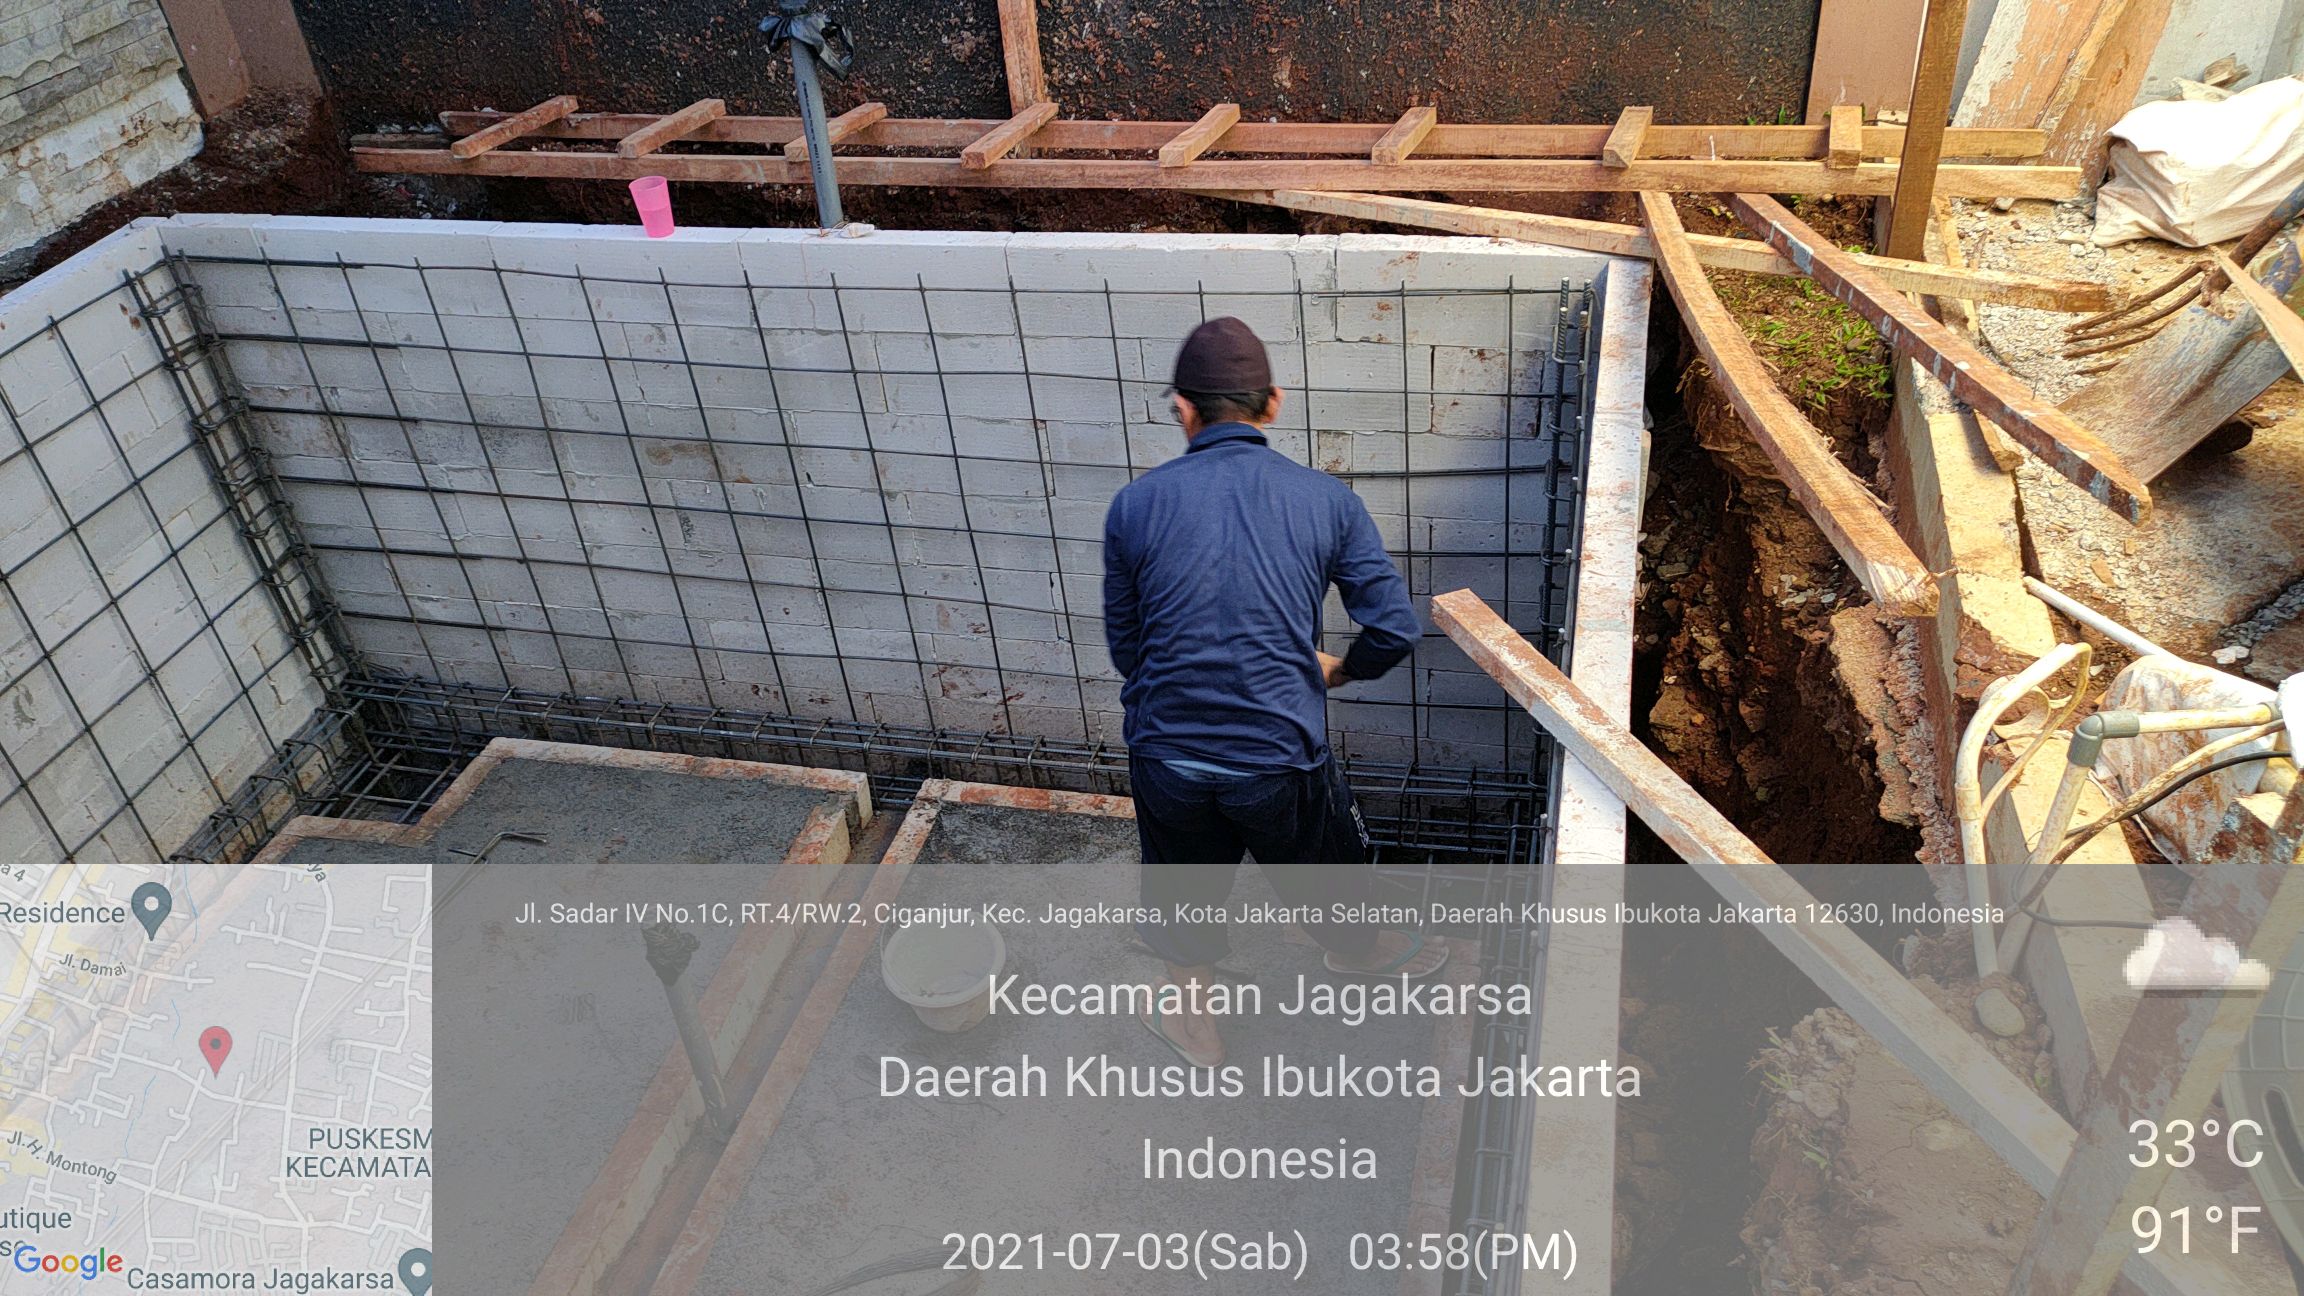 Jl. Sadar IV No.1C, RT.4/RW.2, Ciganjur, Kec. Jagakarsa, Kota Jakarta Selatan, Daerah Khusus Ibukota Jakarta 12630, Indonesia
Kecamatan Jagakarsa
Daerah Khusus Ibukota Jakarta
Indonesia
2021-07-03(Sab) 03:58(PM)
33°C
91°F
Residence
Jl. Damai
Jl. H. Montong
PUSKESM
KECAMATA
utique
Google
Casamora Jagakarsa